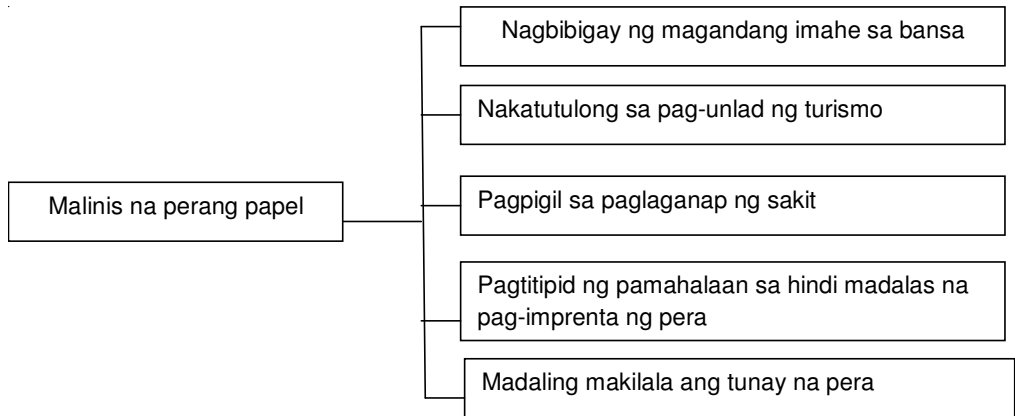 Nagbibigay ng magandang imahe sa bansa
Nakatutulong sa pag-unlad ng turismo
Malinis na perang papel
Pagpigil sa paglaganap ng sakit
Pagtitipid ng pamahalaan sa hindi madalas na
pag-imprenta ng pera
Madaling makilala ang tunay na pera